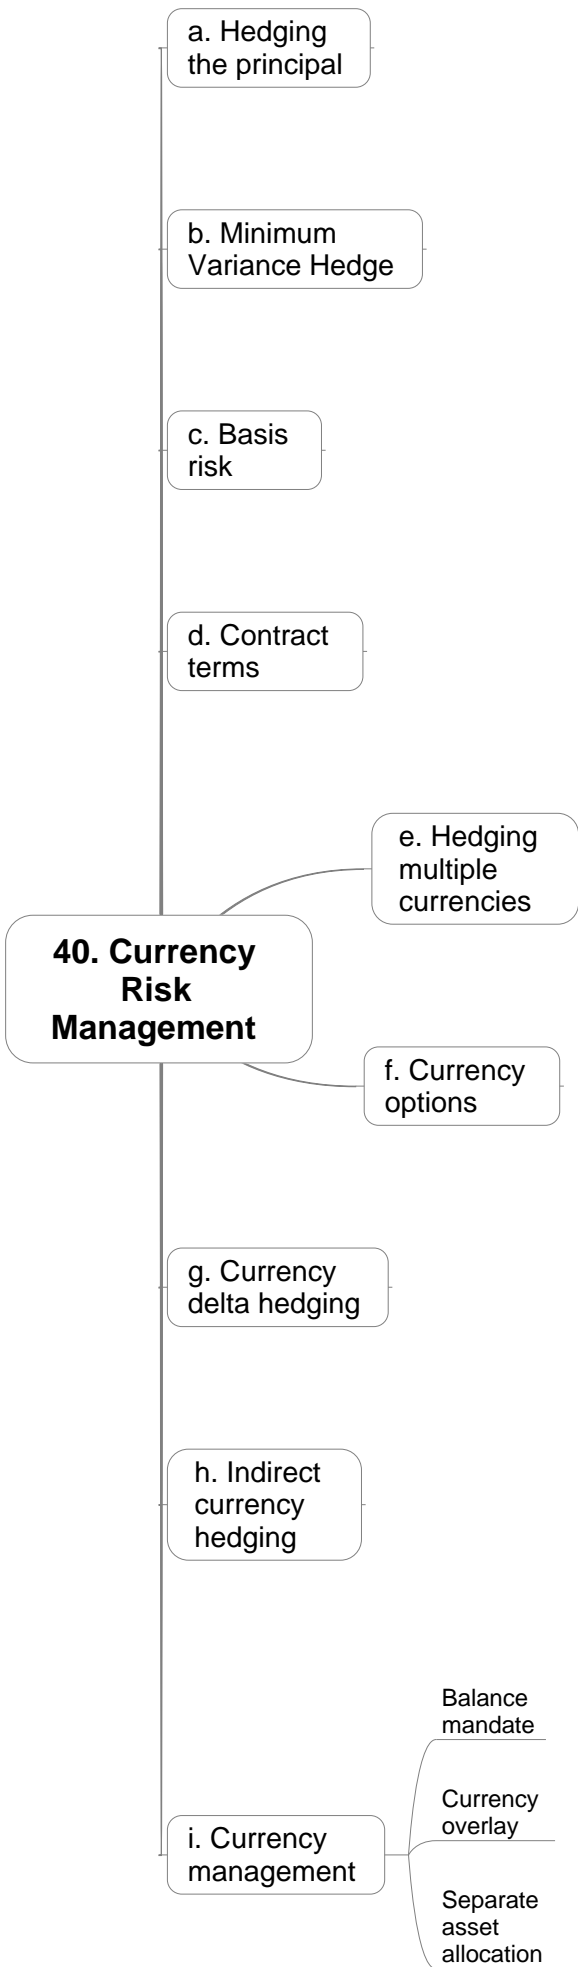 a. Hedging
the principal
b. Minimum
Variance Hedge
c. Basis
risk
d. Contract
terms
e. Hedging
multiple
currencies
40. Currency
Risk
Management
f. Currency
options
g. Currency
delta hedging
h. Indirect
currency
hedging
i. Currency
management
Balance
mandate
Currency
overlay
Separate
asset
allocation